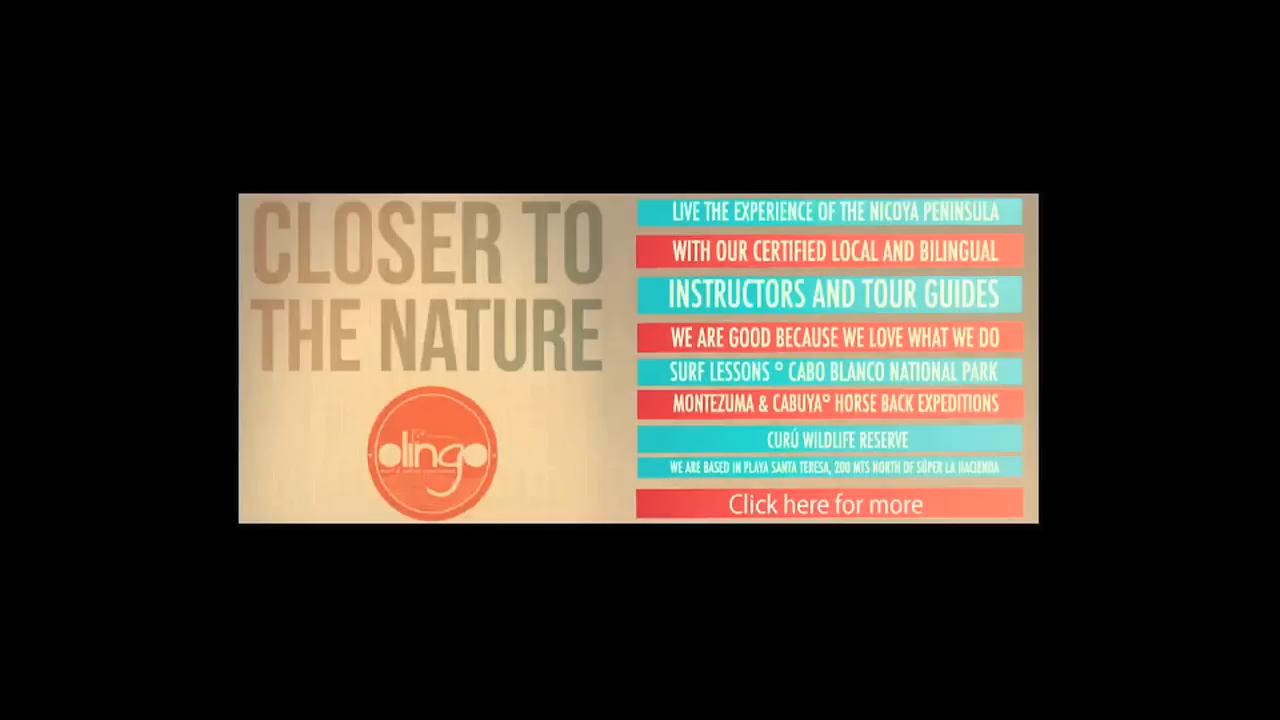 CLOSER TO
THE NATURE
olingo
LIVE THE EXPERIENCE OF THE NICOYA PENINSULA
WITH OUR CERTIFIED LOCAL AND BILINGUAL
INSTRUCTORS AND TOUR GUIDES
WE ARE GOOD BECAUSE WE LOVE WHAT WE DO
SURF LESSONS ° CABO BLANCO NATIONAL PARK
MONTEZUMA & CABUYA° HORSE BACK EXPEDITIONS
CURÚ WILDLIFE RESERVE
WE ARE BASED IN PLAYA SANTA TERESA, 200 MTS NORTH OF SÚPER LA HACIENDA
Click here for more